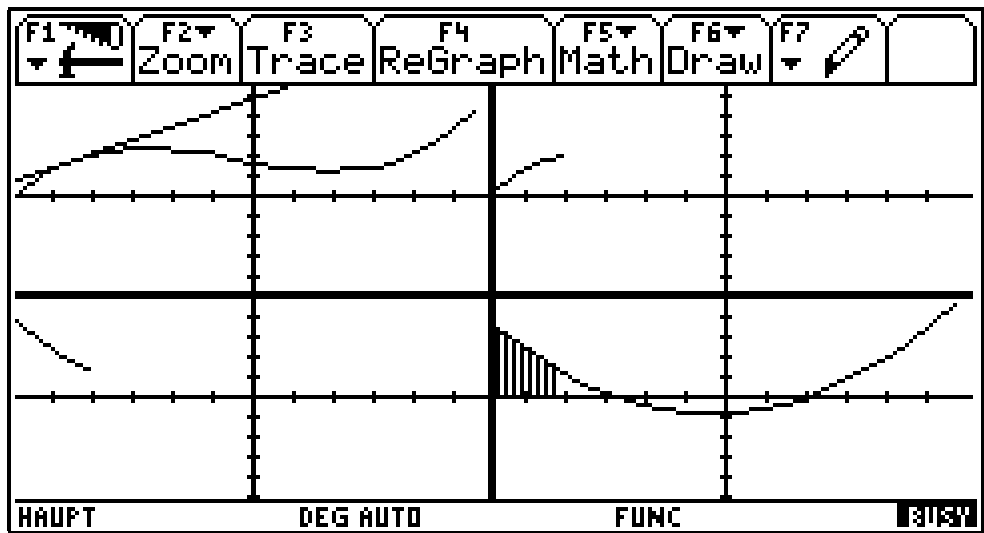 F1 F2 F3 F4 F5 F6 F7
Zoom Trace ReGraph Math Draw
HAUPT DEG AUTO FUNC BUSY